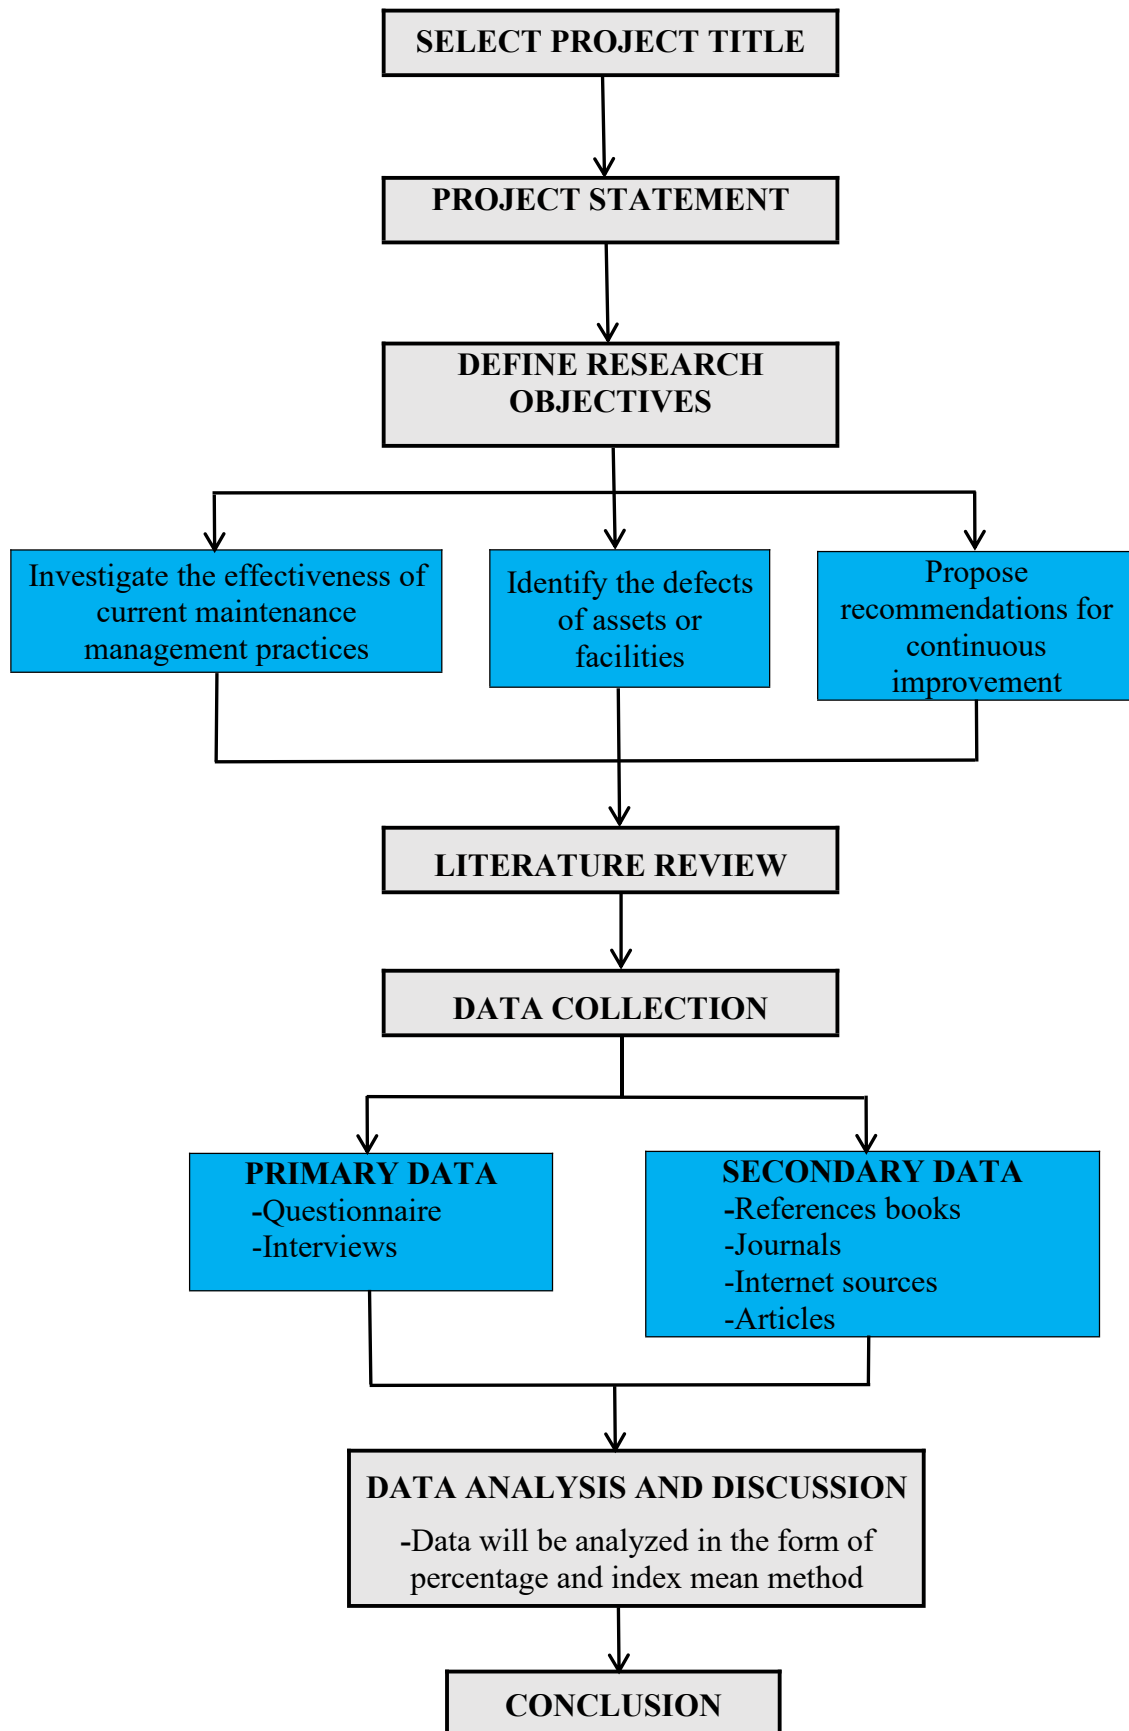 SELECT PROJECT TITLE
PROJECT STATEMENT
DEFINE RESEARCH
OBJECTIVES
Investigate the effectiveness of
current maintenance
management practices
Identify the defects
of assets or
facilities
Propose
recommendations for
continuous
improvement
LITERATURE REVIEW
DATA COLLECTION
PRIMARY DATA
-Questionnaire
-Interviews
SECONDARY DATA
-References books
-Journals
-Internet sources
-Articles
DATA ANALYSIS AND DISCUSSION
-Data will be analyzed in the form of
percentage and index mean method
CONCLUSION